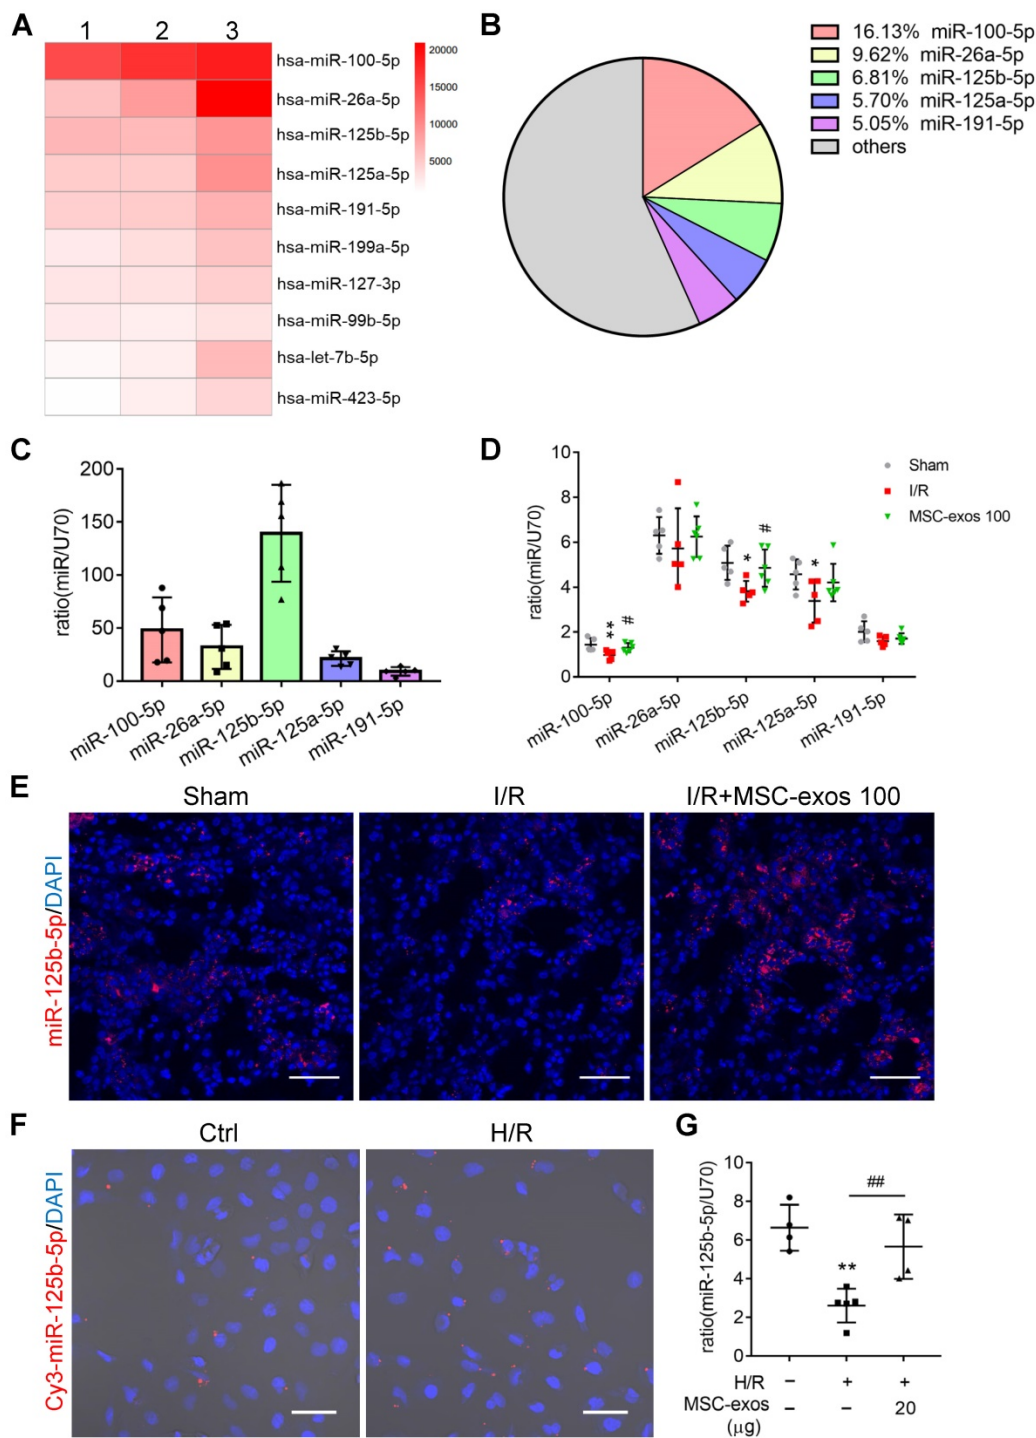 A
1 2 3
hsa-miR-100-5p
hsa-miR-26a-5p
hsa-miR-125b-5p
hsa-miR-125a-5p
hsa-miR-191-5p
hsa-miR-199a-5p
hsa-miR-127-3p
hsa-miR-99b-5p
hsa-let-7b-5p
hsa-miR-423-5p
20000
15000
10000
5000
B
16.13% miR-100-5p
9.62% miR-26a-5p
6.81% miR-125b-5p
5.70% miR-125a-5p
5.05% miR-191-5p
others
C
ratio(miR/U70)
200
150
100
50
0
miR-100-5p
miR-26a-5p
miR-125b-5p
miR-125a-5p
miR-191-5p
D
ratio(miR/U70)
10
8
6
4
2
0
Sham
I/R
MSC-exos 100
**
#
*
#
*
miR-100-5p
miR-26a-5p
miR-125b-5p
miR-125a-5p
miR-191-5p
E
Sham
I/R
I/R+MSC-exos 100
miR-125b-5p/DAPI
F
Ctrl
H/R
Cy3-miR-125b-5p/DAPI
G
ratio(miR-125b-5p/U70)
10
8
6
4
2
0
##
**
H/R − + +
MSC-exos − − 20
(μg)